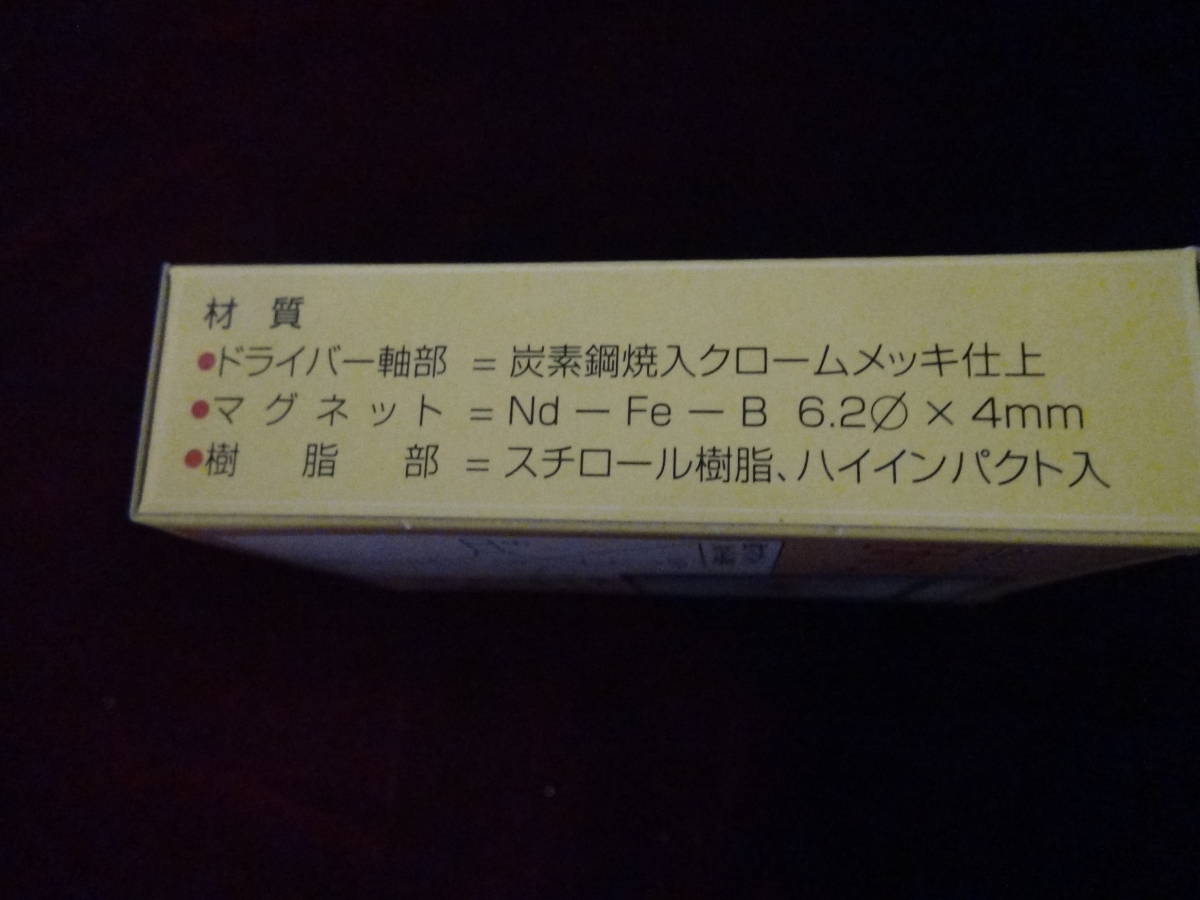 材 質
●ドライバー軸部 = 炭素鋼焼入クロームメッキ仕上
●マグネット = Nd－Fe－B 6.2∅×4mm
●樹 脂 部 = スチロール樹脂、ハイインパクト入